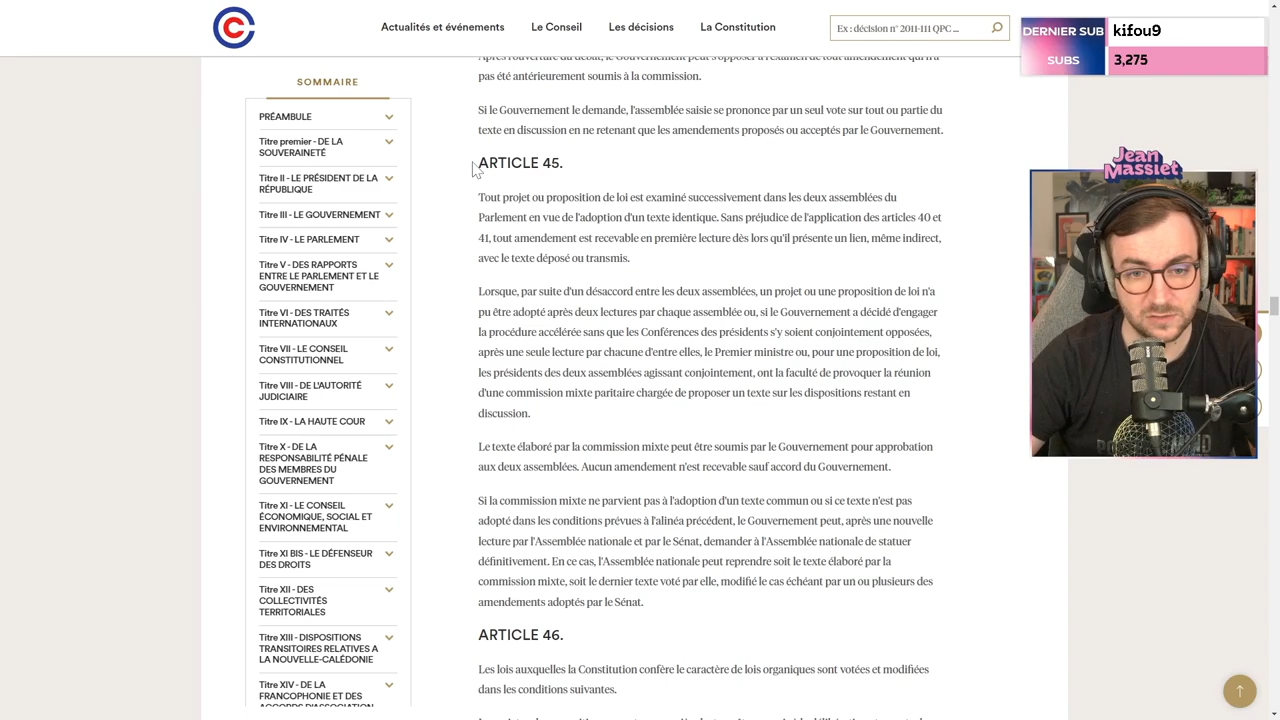 Actualités et événements
Le Conseil
Les décisions
La Constitution
Ex : décision n° 2011-111 QPC ...
DERNIER SUB
kifou9
SUBS
3,275
Jean
Massiet
SOMMAIRE
PRÉAMBULE
Titre premier - DE LA
SOUVERAINETÉ
Titre II - LE PRÉSIDENT DE LA
RÉPUBLIQUE
Titre III - LE GOUVERNEMENT
Titre IV - LE PARLEMENT
Titre V - DES RAPPORTS
ENTRE LE PARLEMENT ET LE
GOUVERNEMENT
Titre VI - DES TRAITÉS
INTERNATIONAUX
Titre VII - LE CONSEIL
CONSTITUTIONNEL
Titre VIII - DE L'AUTORITÉ
JUDICIAIRE
Titre IX - LA HAUTE COUR
Titre X - DE LA
RESPONSABILITÉ PÉNALE
DES MEMBRES DU
GOUVERNEMENT
Titre XI - LE CONSEIL
ÉCONOMIQUE, SOCIAL ET
ENVIRONNEMENTAL
Titre XI BIS - LE DÉFENSEUR
DES DROITS
Titre XII - DES
COLLECTIVITÉS
TERRITORIALES
Titre XIII - DISPOSITIONS
TRANSITOIRES RELATIVES A
LA NOUVELLE-CALÉDONIE
Titre XIV - DE LA
FRANCOPHONIE ET DES
ACCORDS D'ASSOCIATION
Après l'ouverture du débat, le Gouvernement peut s'opposer à l'examen de tout amendement qui n'a
pas été antérieurement soumis à la commission.
Si le Gouvernement le demande, l'assemblée saisie se prononce par un seul vote sur tout ou partie du
texte en discussion en ne retenant que les amendements proposés ou acceptés par le Gouvernement.
ARTICLE 45.
Tout projet ou proposition de loi est examiné successivement dans les deux assemblées du
Parlement en vue de l'adoption d'un texte identique. Sans préjudice de l'application des articles 40 et
41, tout amendement est recevable en première lecture dès lors qu'il présente un lien, même indirect,
avec le texte déposé ou transmis.
Lorsque, par suite d'un désaccord entre les deux assemblées, un projet ou une proposition de loi n'a
pu être adopté après deux lectures par chaque assemblée ou, si le Gouvernement a décidé d'engager
la procédure accélérée sans que les Conférences des présidents s'y soient conjointement opposées,
après une seule lecture par chacune d'entre elles, le Premier ministre ou, pour une proposition de loi,
les présidents des deux assemblées agissant conjointement, ont la faculté de provoquer la réunion
d'une commission mixte paritaire chargée de proposer un texte sur les dispositions restant en
discussion.
Le texte élaboré par la commission mixte peut être soumis par le Gouvernement pour approbation
aux deux assemblées. Aucun amendement n'est recevable sauf accord du Gouvernement.
Si la commission mixte ne parvient pas à l'adoption d'un texte commun ou si ce texte n'est pas
adopté dans les conditions prévues à l'alinéa précédent, le Gouvernement peut, après une nouvelle
lecture par l'Assemblée nationale et par le Sénat, demander à l'Assemblée nationale de statuer
définitivement. En ce cas, l'Assemblée nationale peut reprendre soit le texte élaboré par la
commission mixte, soit le dernier texte voté par elle, modifié le cas échéant par un ou plusieurs des
amendements adoptés par le Sénat.
ARTICLE 46.
Les lois auxquelles la Constitution confère le caractère de lois organiques sont votées et modifiées
dans les conditions suivantes.